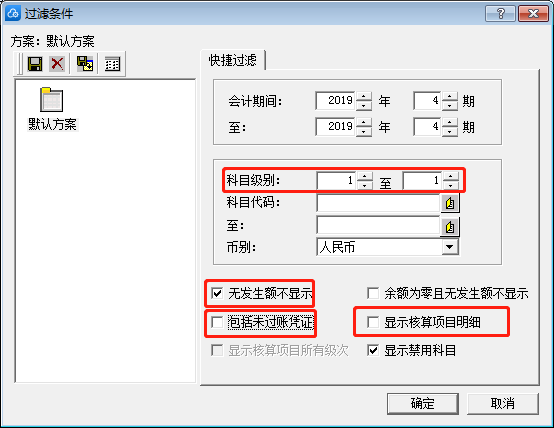 过滤条件
方案：默认方案
默认方案
快捷过滤
会计期间： 2019 年 4 期
至： 2019 年 4 期
科目级别： 1 至 1
科目代码：
至：
币别： 人民币
无发生额不显示 余额为零且无发生额不显示
包括未过账凭证 显示核算项目明细
显示核算项目所有级次 显示禁用科目
确定 取消